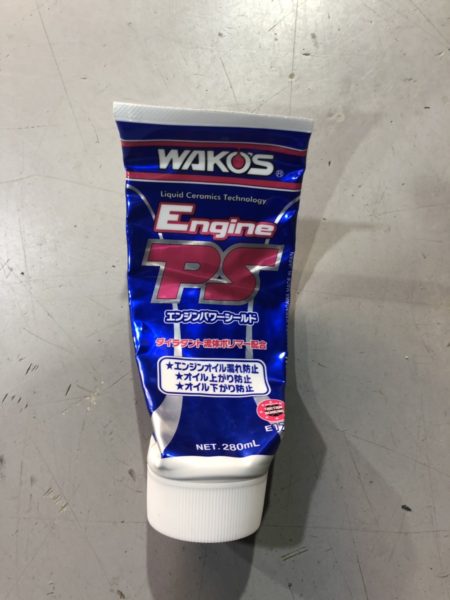 WAKO'S®
Liquid Ceramics Technology
Engine
PS
エンジンパワーシールド
ダイラタント流体ポリマー配合
★エンジンオイル漏れ防止
★オイル上がり防止
★オイル下がり防止
NET. 280mL